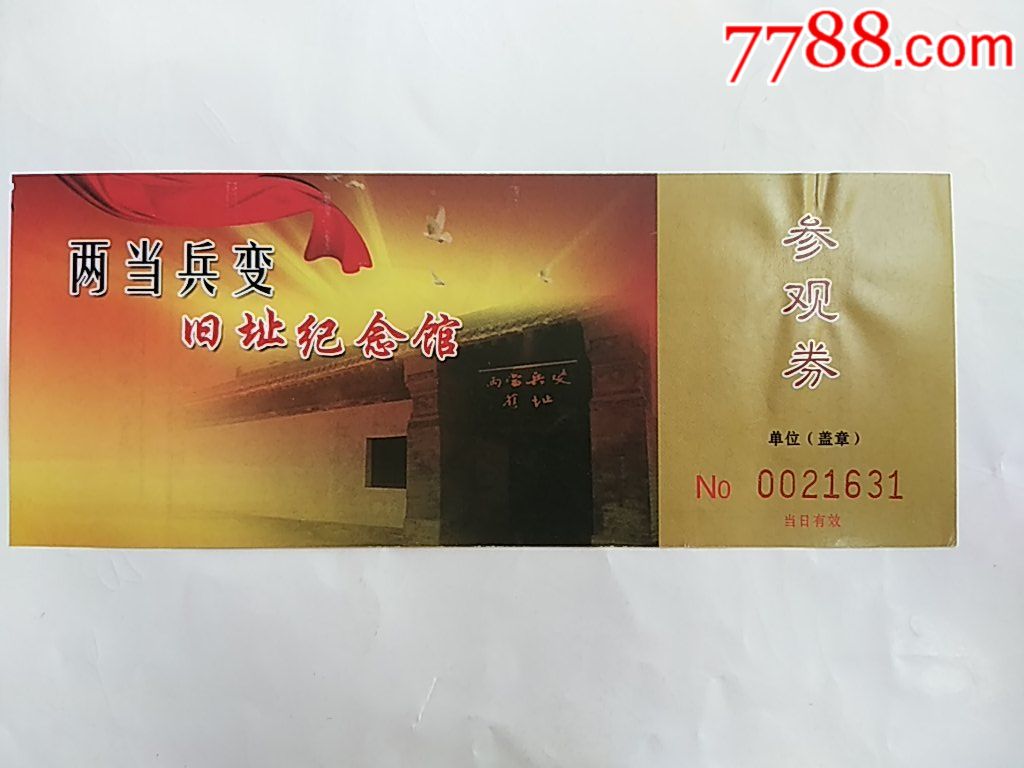 7788.com
两当兵变
旧址纪念馆
两当兵变
旧址
参观券
单位（盖章）
No 0021631
当日有效